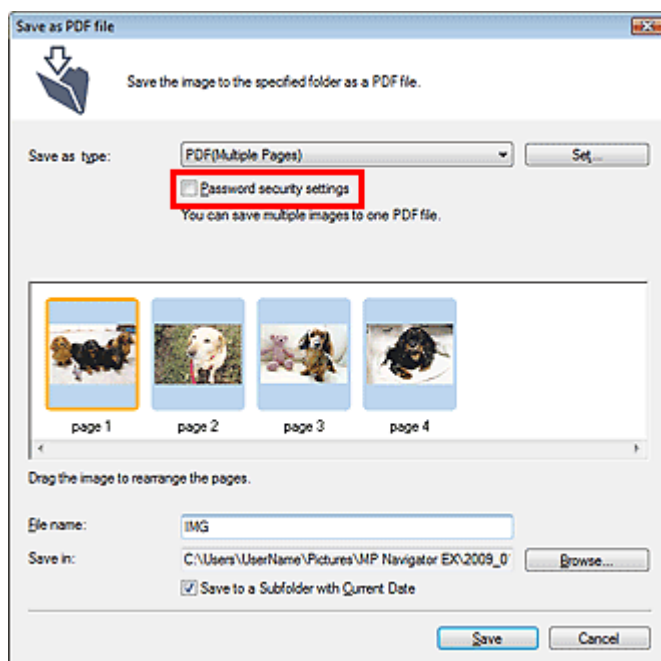 Save as PDF file
Save the image to the specified folder as a PDF file.
Save as type: PDF(Multiple Pages) Set...
Password security settings
You can save multiple images to one PDF file.
page 1 page 2 page 3 page 4
Drag the image to rearrange the pages.
File name: IMG
Save in: C:\Users\UserName\Pictures\MP Navigator EX\2009_0 Browse...
Save to a Subfolder with Current Date
Save Cancel